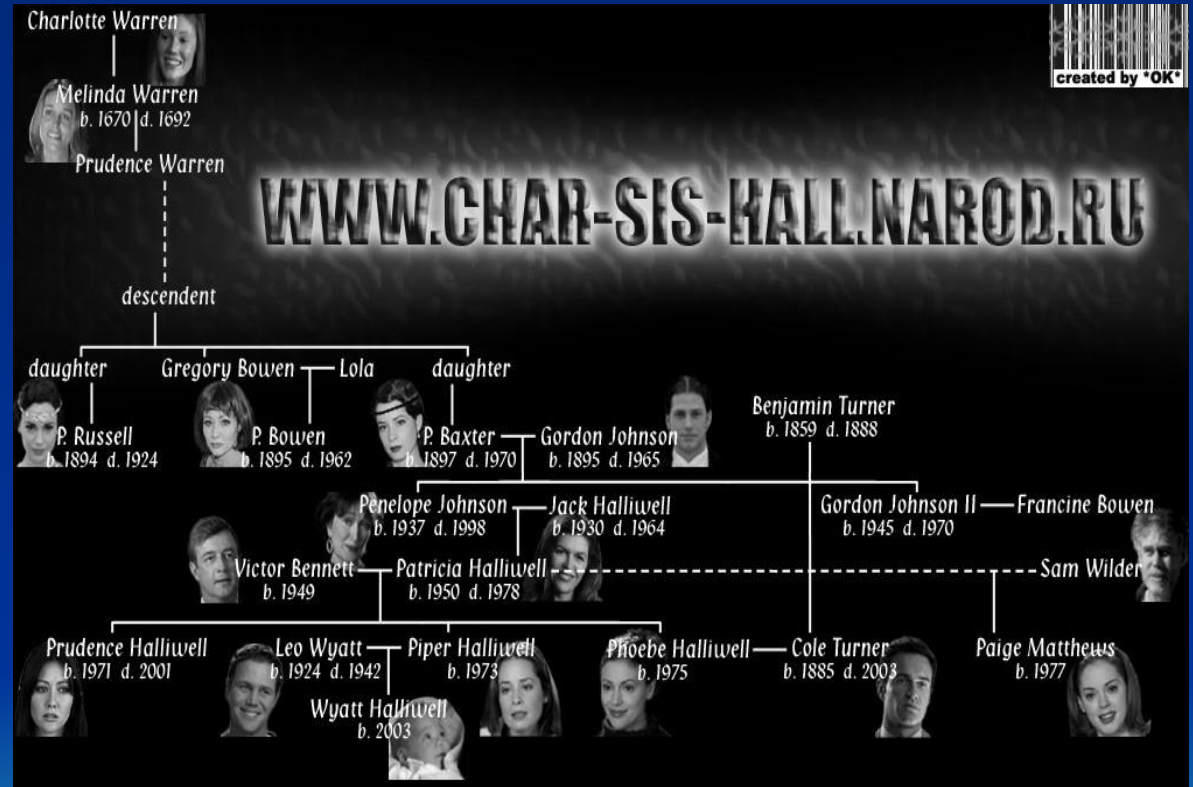 Charlotte Warren
created by *OK*
Melinda Warren
b. 1670 d. 1692
Prudence Warren
WWW.CHAR-SIS-HALL.NAROD.RU
descendent
daughter Gregory Bowen Lola daughter
P. Russell
b. 1894 d. 1924
P. Bowen
b. 1895 d. 1962
P. Baxter
b. 1897 d. 1970
Gordon Johnson
b. 1895 d. 1965
Benjamin Turner
b. 1859 d. 1888
Penelope Johnson
b. 1937 d. 1998
Jack Halliwell
b. 1930 d. 1964
Gordon Johnson II
b. 1945 d. 1970
Francine Bowen
Victor Bennett
b. 1949
Patricia Halliwell
b. 1950 d. 1978
Sam Wilder
Prudence Halliwell
b. 1971 d. 2001
Leo Wyatt
b. 1924 d. 1942
Piper Halliwell
b. 1973
Phoebe Halliwell
b. 1975
Cole Turner
b. 1885 d. 2003
Paige Matthews
b. 1977
Wyatt Halliwell
b. 2003